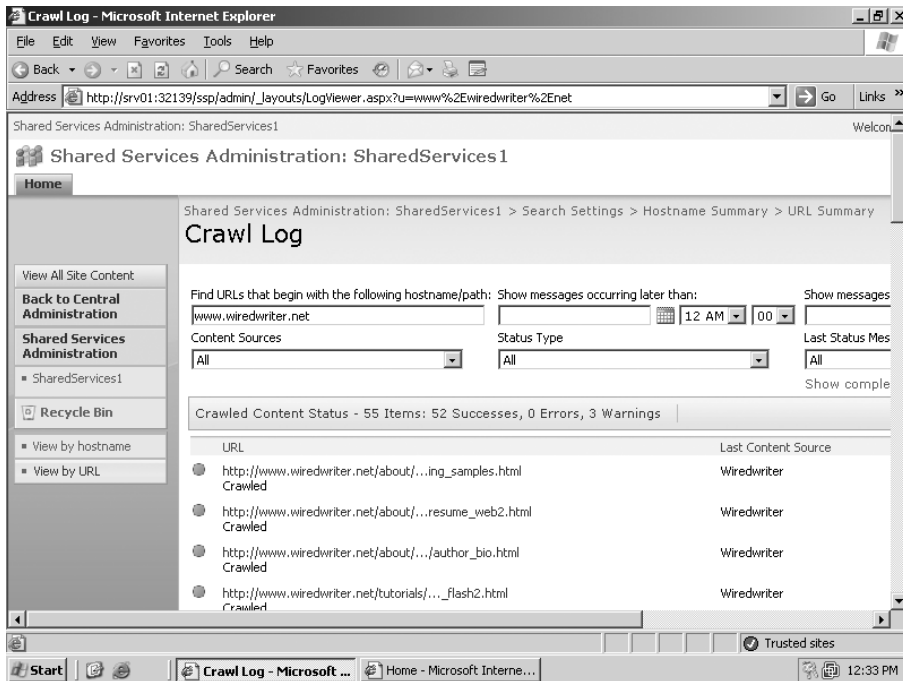 Crawl Log - Microsoft Internet Explorer
File Edit View Favorites Tools Help
Back Search Favorites
Address http://srv01:32139/ssp/admin/_layouts/LogViewer.aspx?u=www%2Ewiredwriter%2Enet Go Links »
Shared Services Administration: SharedServices1 Welcon
Shared Services Administration: SharedServices1
Home
Shared Services Administration: SharedServices1 > Search Settings > Hostname Summary > URL Summary
Crawl Log
View All Site Content
Back to Central
Administration
Shared Services
Administration
SharedServices1
Recycle Bin
View by hostname
View by URL
Find URLs that begin with the following hostname/path: Show messages occurring later than: Show messages
www.wiredwriter.net 12 AM 00
Content Sources Status Type Last Status Mes
All All All
Show comple
Crawled Content Status - 55 Items: 52 Successes, 0 Errors, 3 Warnings
URL Last Content Source
http://www.wiredwriter.net/about/...ing_samples.html Wiredwriter
Crawled
http://www.wiredwriter.net/about/...resume_web2.html Wiredwriter
Crawled
http://www.wiredwriter.net/about/.../author_bio.html Wiredwriter
Crawled
http://www.wiredwriter.net/tutorials/..._flash2.html Wiredwriter
Crawled
Trusted sites
Start Crawl Log - Microsoft ... Home - Microsoft Interne... 12:33 PM